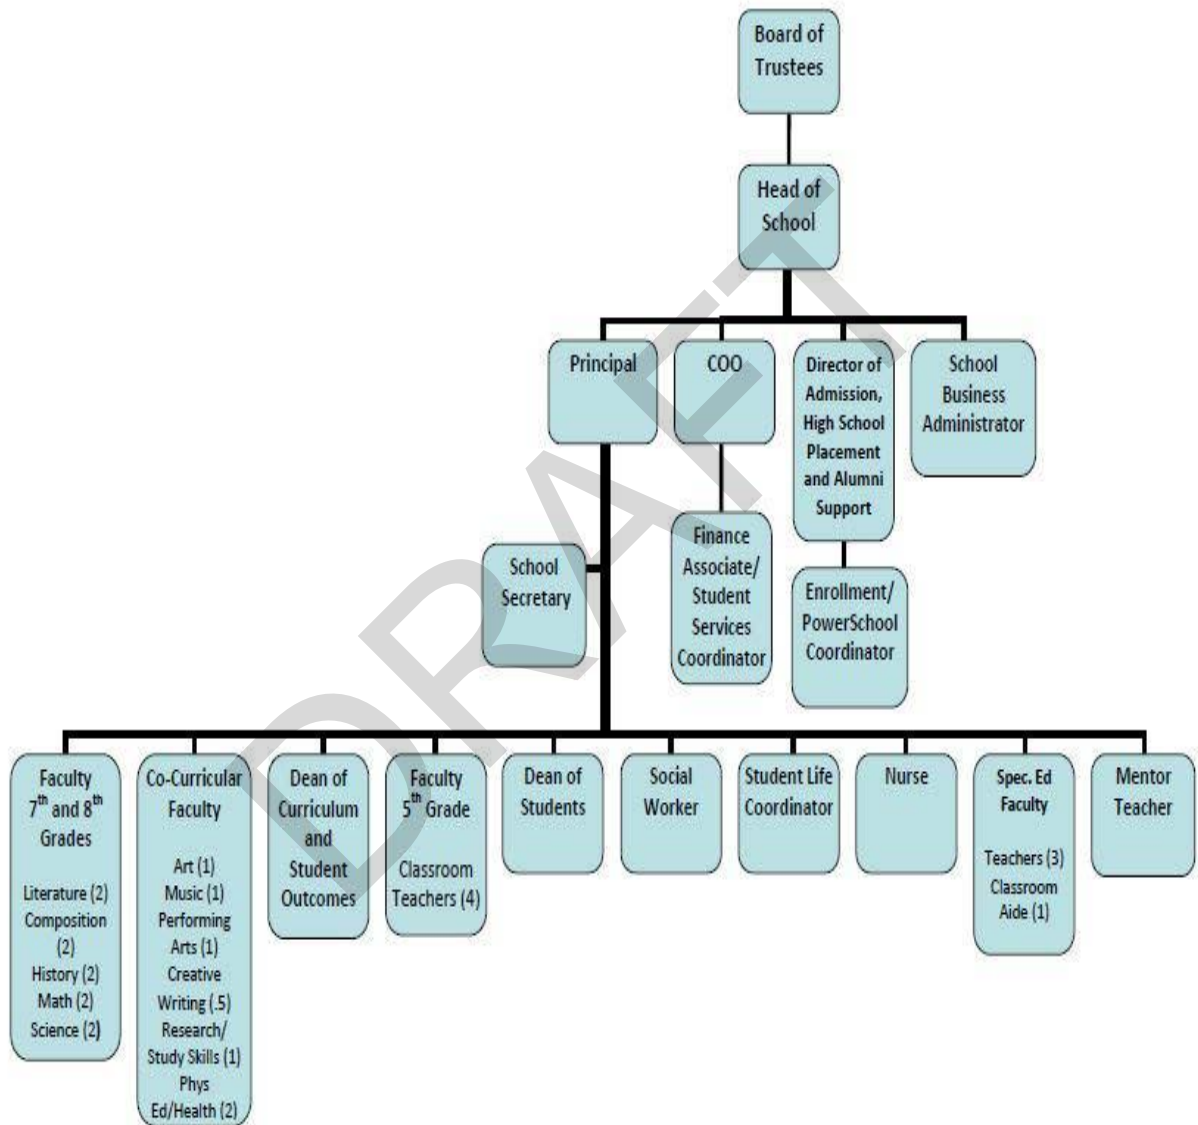 Board of
Trustees
Head of
School
Principal
COO
Director of
Admission,
High School
Placement
and Alumni
Support
School
Business
Administrator
School
Secretary
Finance
Associate/
Student
Services
Coordinator
Enrollment/
PowerSchool
Coordinator
Faculty
7th and 8th
Grades
Literature (2)
Composition
(2)
History (2)
Math (2)
Science (2)
Co-Curricular
Faculty
Art (1)
Music (1)
Performing
Arts (1)
Creative
Writing (.5)
Research/
Study Skills (1)
Phys
Ed/Health (2)
Dean of
Curriculum
and
Student
Outcomes
Faculty
5th Grade
Classroom
Teachers (4)
Dean of
Students
Social
Worker
Student Life
Coordinator
Nurse
Spec. Ed
Faculty
Teachers (3)
Classroom
Aide (1)
Mentor
Teacher
DRAFT